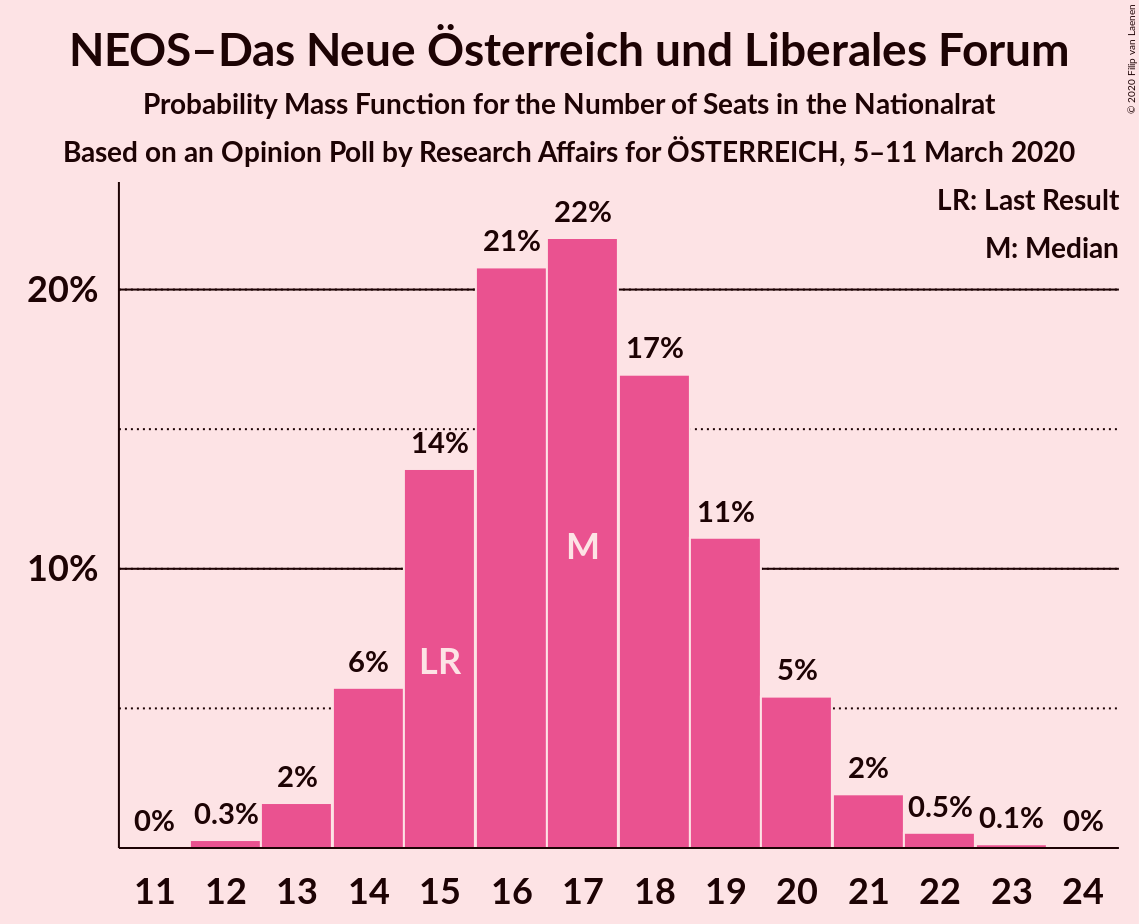 NEOS–Das Neue Österreich und Liberales Forum
Probability Mass Function for the Number of Seats in the Nationalrat
Based on an Opinion Poll by Research Affairs for ÖSTERREICH, 5–11 March 2020
© 2020 Filip van Laenen
LR: Last Result
M: Median
20%
10%
0%
0.3%
2%
6%
14%
21%
22%
17%
11%
5%
2%
0.5%
0.1%
0%
LR
M
11 12 13 14 15 16 17 18 19 20 21 22 23 24